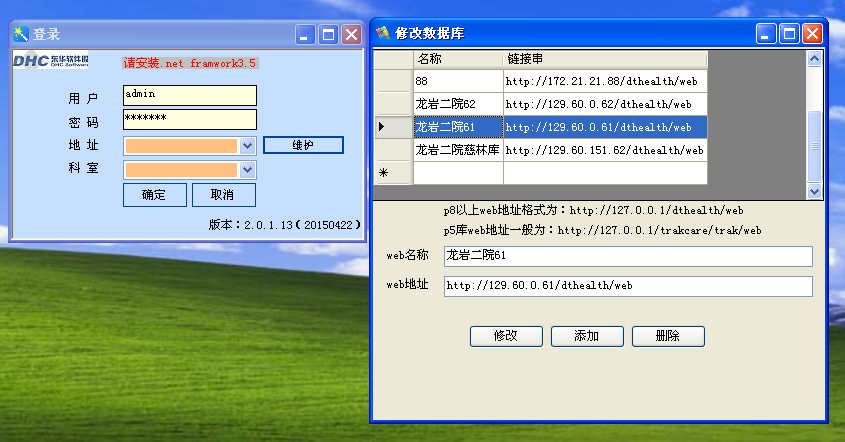 登录
DHC 东华软件股
DHC Software
请安装.net framwork3.5
用 户 admin
密 码 *******
地 址 维护
科 室
确定 取消
版本：2.0.1.13(20150422)
修改数据库
名称 链接串
88 http://172.21.21.88/dthealth/web
龙岩二院62 http://129.60.0.62/dthealth/web
龙岩二院61 http://129.60.0.61/dthealth/web
龙岩二院慈林库 http://129.60.151.62/dthealth/web
p8以上web地址格式为：http://127.0.0.1/dthealth/web
p5库web地址一般为：http://127.0.0.1/trakcare/trak/web
web名称 龙岩二院61
web地址 http://129.60.0.61/dthealth/web
修改 添加 删除